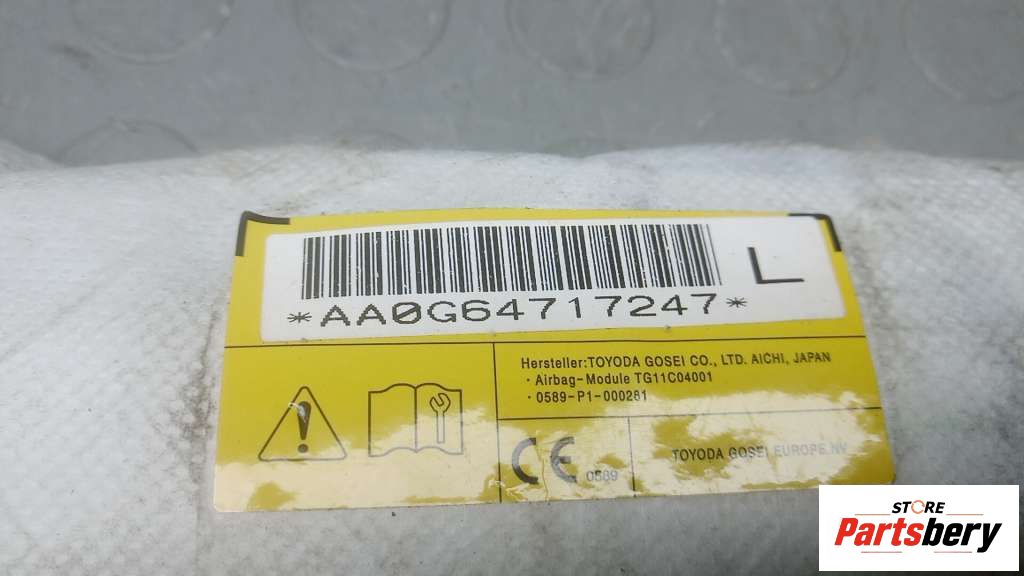 L
*AA0G64717247*
Hersteller:TOYODA GOSEI CO., LTD. AICHI, JAPAN
· Airbag-Module TG11C04001
· 0589-P1-000281
CE 0589
TOYODA GOSEI EUROPE NV
STORE
Partsbery